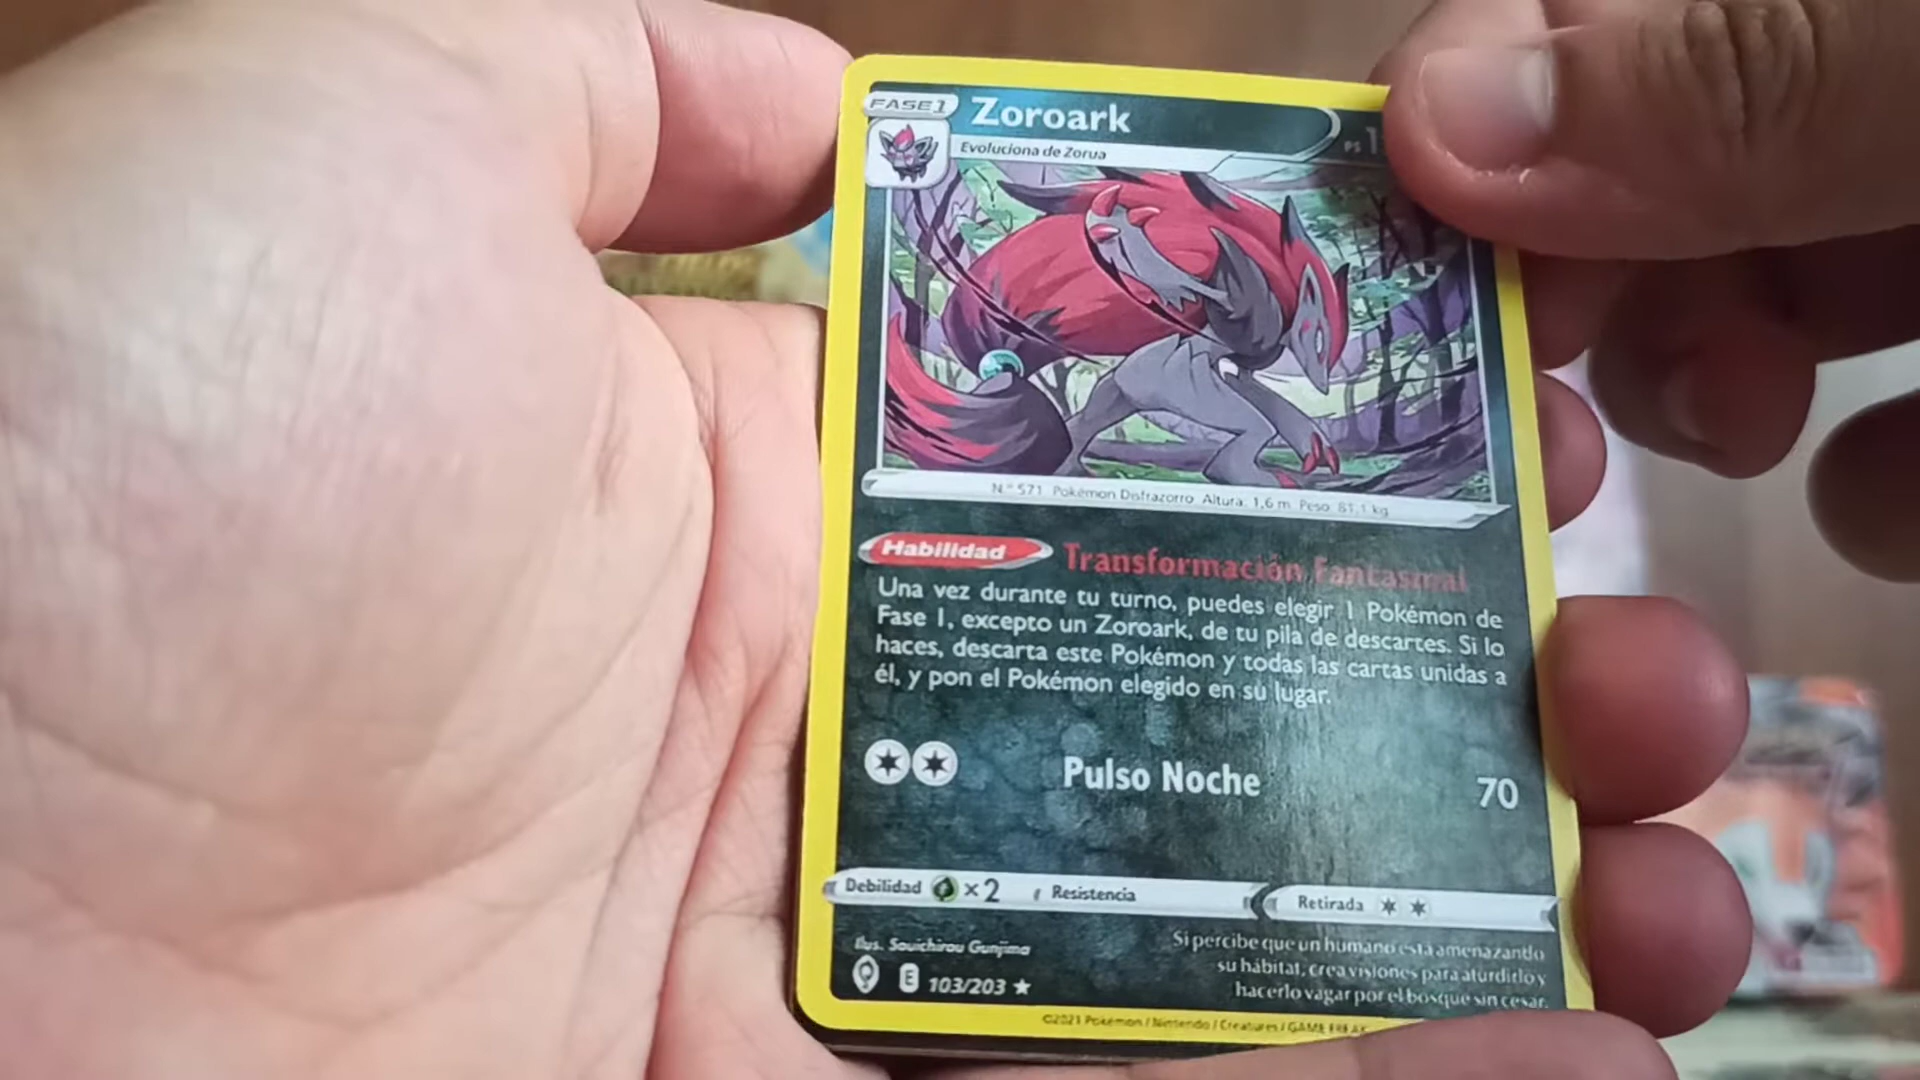 FASE 1
Zoroark
PS 1
Evoluciona de Zorua
N.º 571 Pokémon Disfrazorro Altura: 1,6 m Peso: 81,1 kg
Habilidad Transformación Fantasmal
Una vez durante tu turno, puedes elegir 1 Pokémon de
Fase 1, excepto un Zoroark, de tu pila de descartes. Si lo
haces, descarta este Pokémon y todas las cartas unidas a
él, y pon el Pokémon elegido en su lugar.
Pulso Noche 70
Debilidad ×2 Resistencia Retirada
Ilus. Souichirou Gunjima
Si percibe que un humano está amenazando
su hábitat, crea visiones para aturdirlo y
hacerlo vagar por el bosque sin cesar.
E 103/203 ★
©2021 Pokémon / Nintendo / Creatures / GAME FREAK